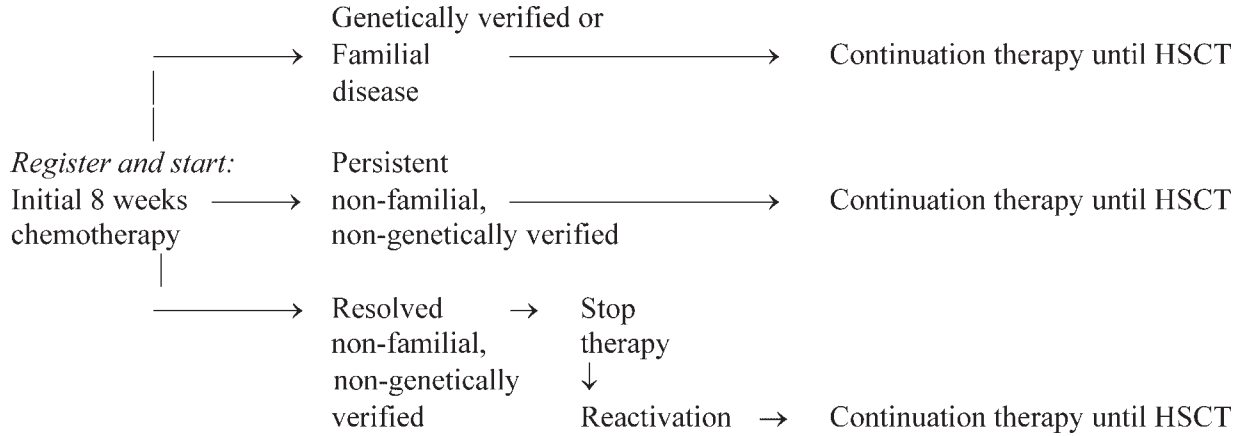 Genetically verified or
Familial
disease
Continuation therapy until HSCT
Register and start:
Initial 8 weeks
chemotherapy
Persistent
non-familial,
non-genetically verified
Continuation therapy until HSCT
Resolved
non-familial,
non-genetically
verified
Stop
therapy
Reactivation
Continuation therapy until HSCT